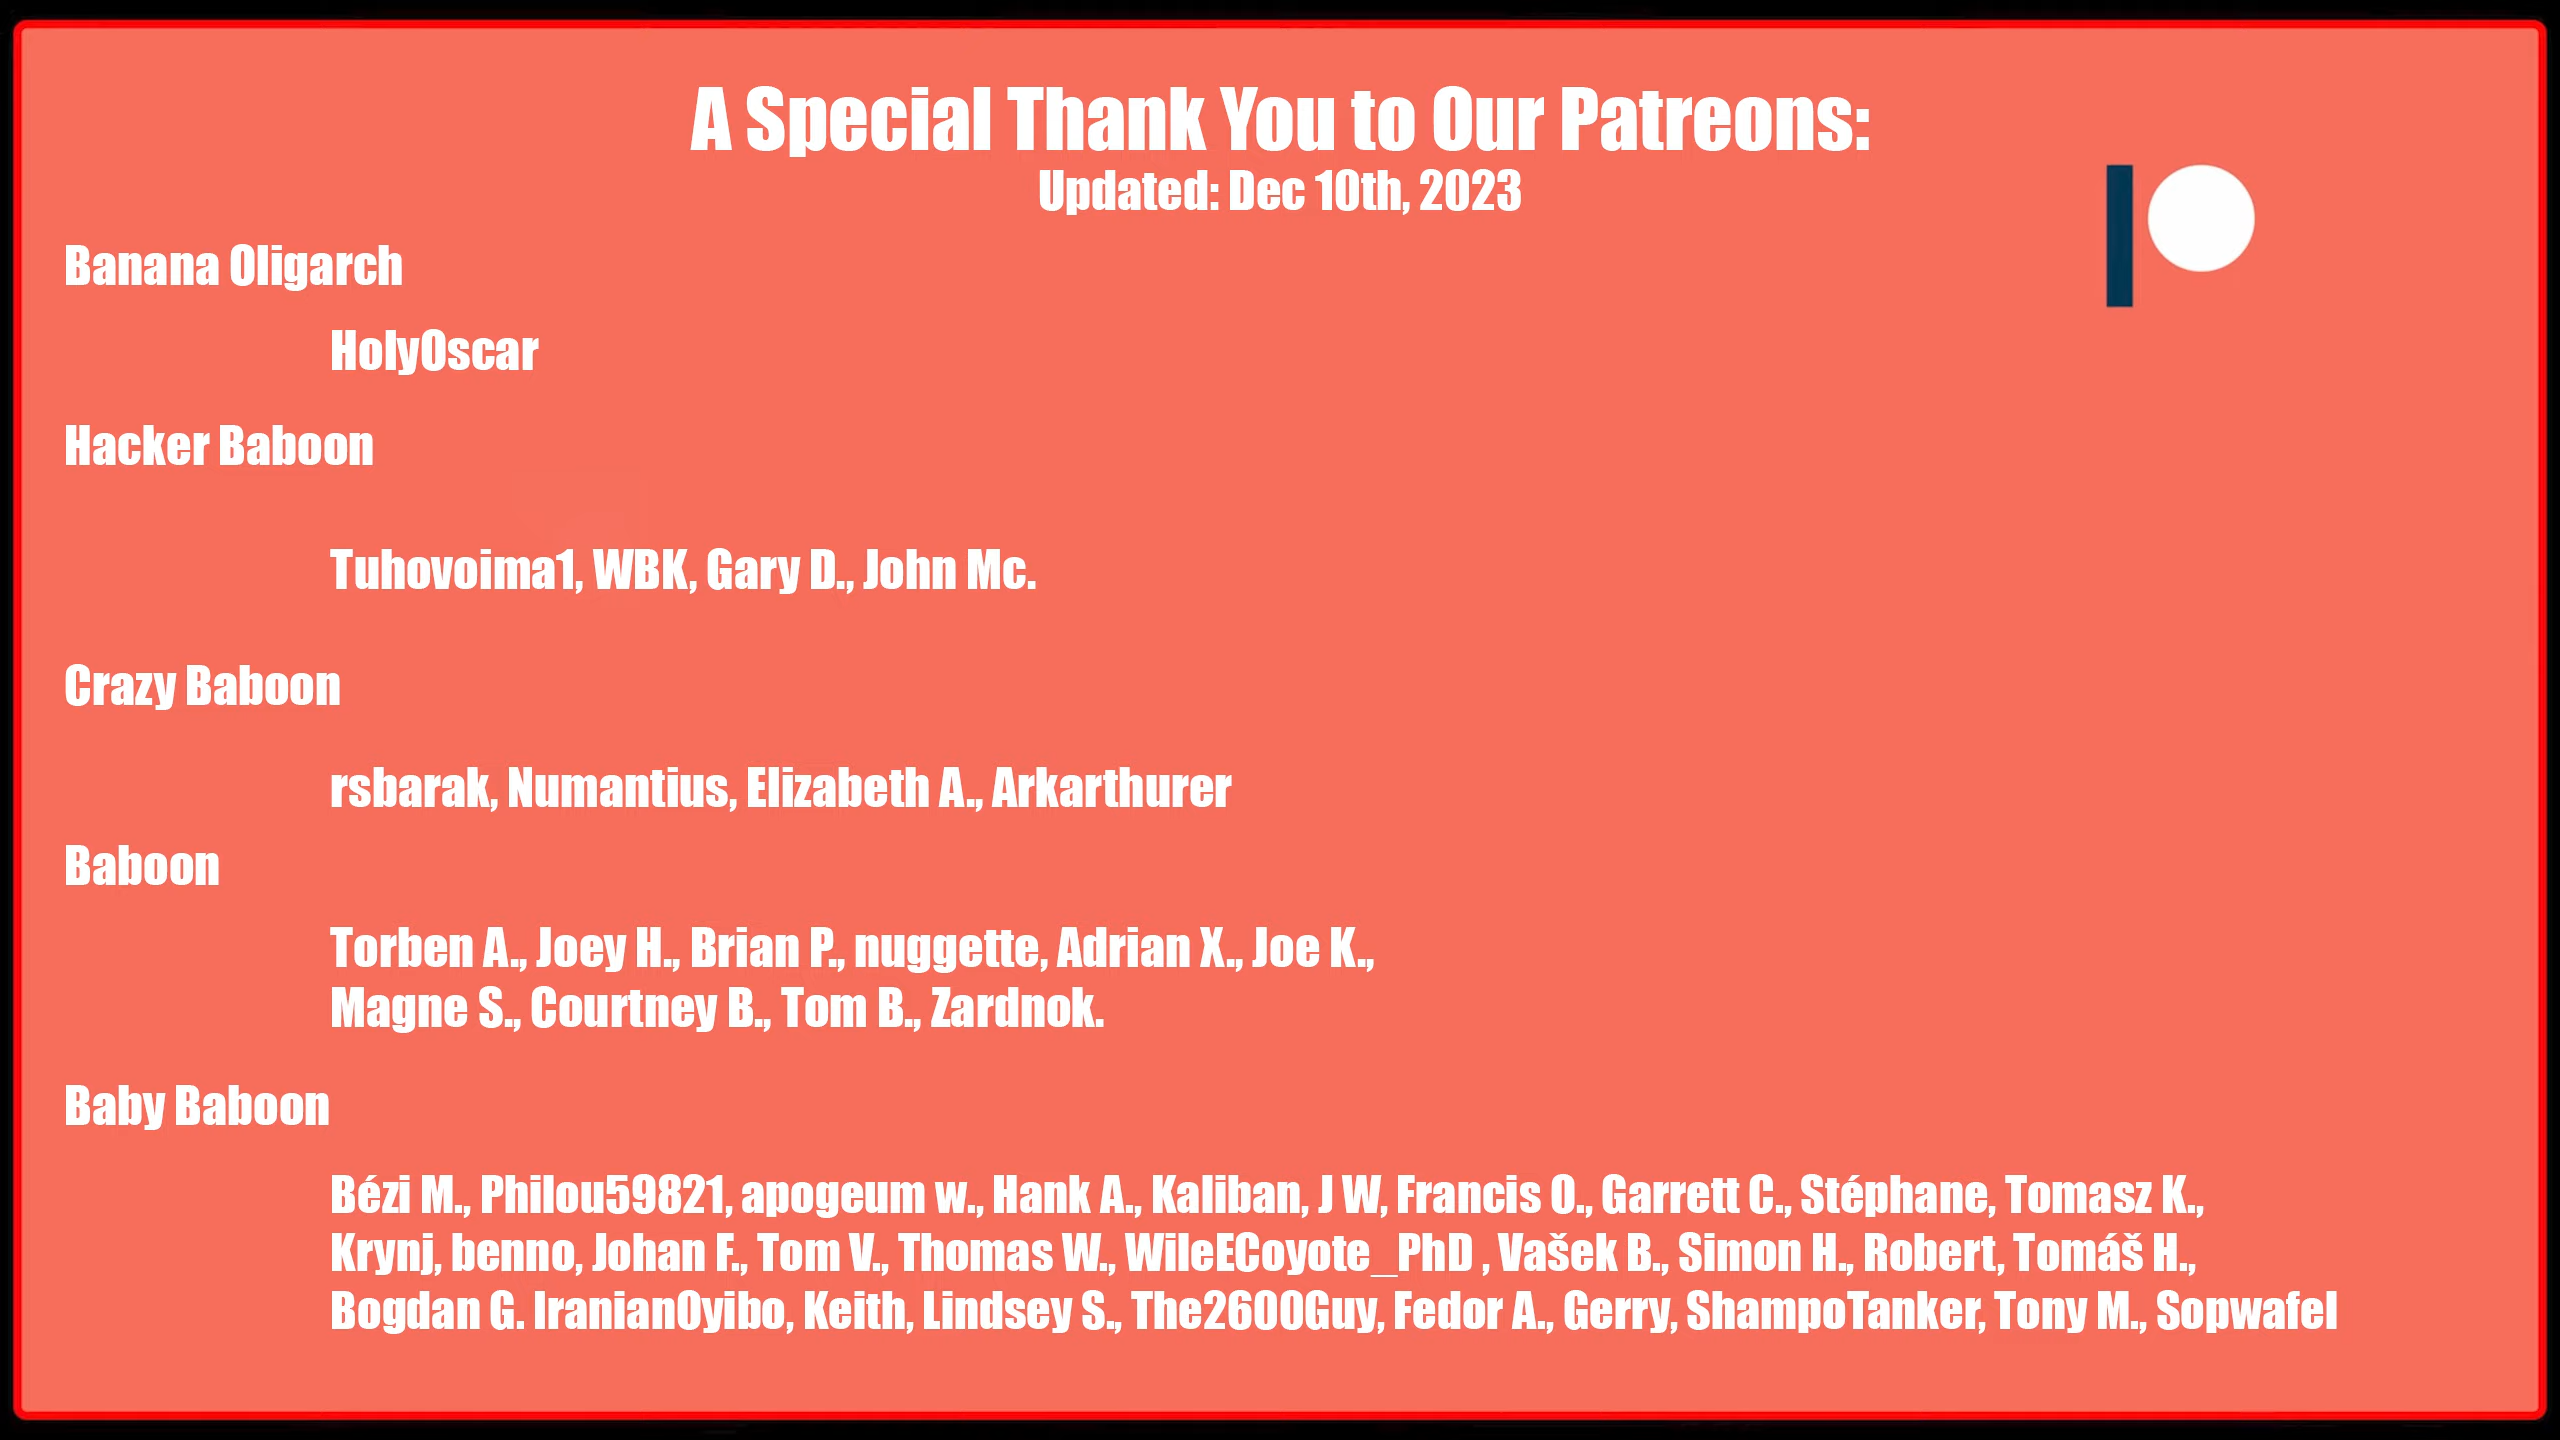 A Special Thank You to Our Patreons:
Updated: Dec 10th, 2023
Banana Oligarch
HolyOscar
Hacker Baboon
Tuhovoima1, WBK, Gary D., John Mc.
Crazy Baboon
rsbarak, Numantius, Elizabeth A., Arkarthurer
Baboon
Torben A., Joey H., Brian P., nuggette, Adrian X., Joe K.,
Magne S., Courtney B., Tom B., Zardnok.
Baby Baboon
Bézi M., Philou59821, apogeum w., Hank A., Kaliban, J W, Francis O., Garrett C., Stéphane, Tomasz K.,
Krynj, benno, Johan F., Tom V., Thomas W., WileECoyote_PhD , Vašek B., Simon H., Robert, Tomáš H.,
Bogdan G. IranianOyibo, Keith, Lindsey S., The2600Guy, Fedor A., Gerry, ShampoTanker, Tony M., Sopwafel